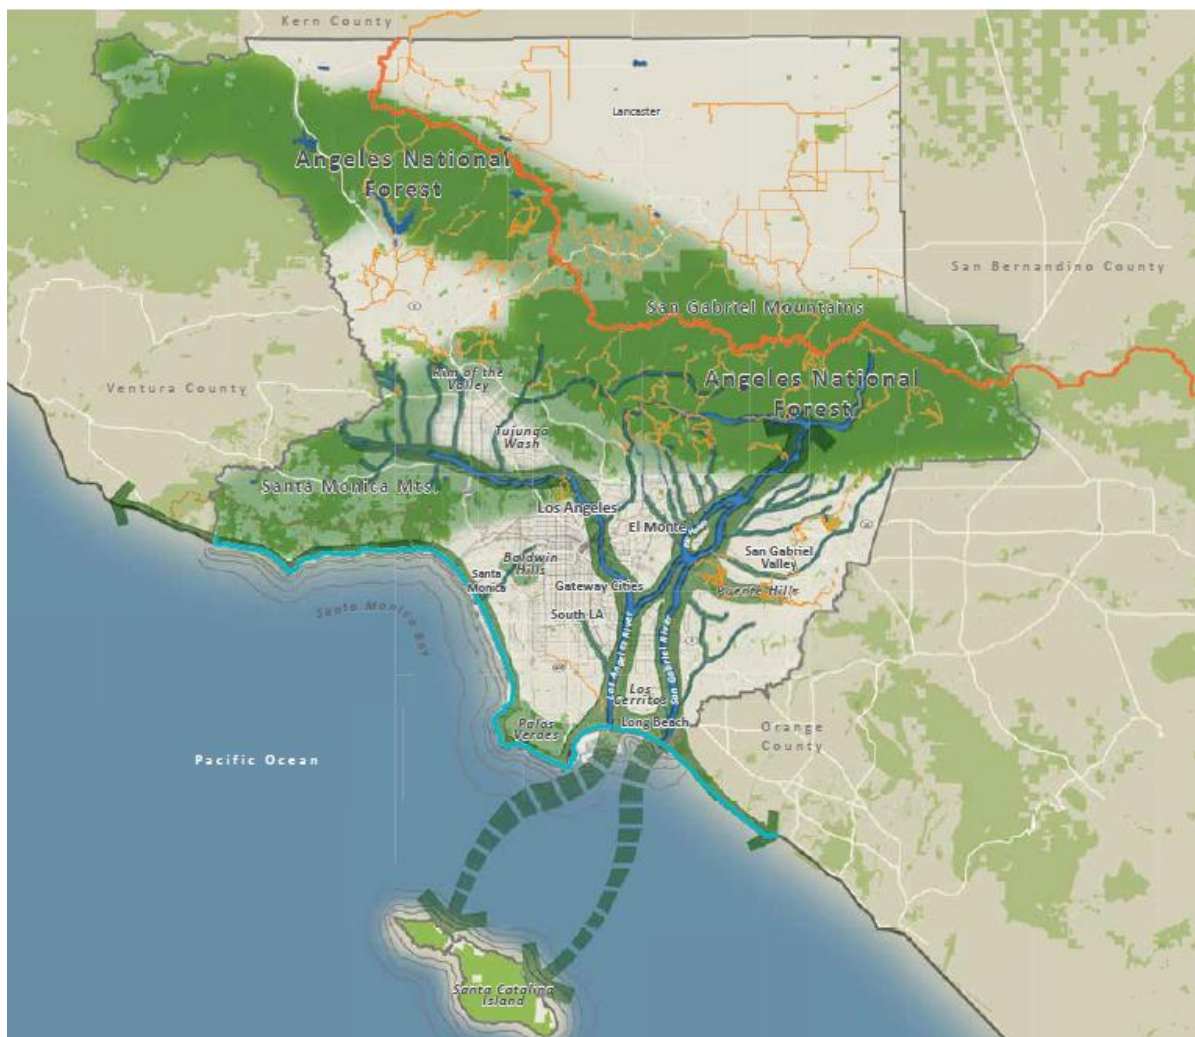 Kern County
Lancaster
Angeles National
Forest
San Bernandino County
San Gabriel Mountains
Ventura County
Rim of the
Valley
Angeles National
Forest
Tujunga
Wash
Santa Monica Mts.
Los Angeles
El Monte
Rio Hondo
San Gabriel
Valley
Baldwin
Hills
Santa
Monica
Gateway Cities
Puente Hills
South LA
Santa Monica Bay
Los Angeles River
San Gabriel River
Los
Cerritos
Palos
Verdes
Long Beach
Orange
County
Pacific Ocean
Santa Catalina
Island